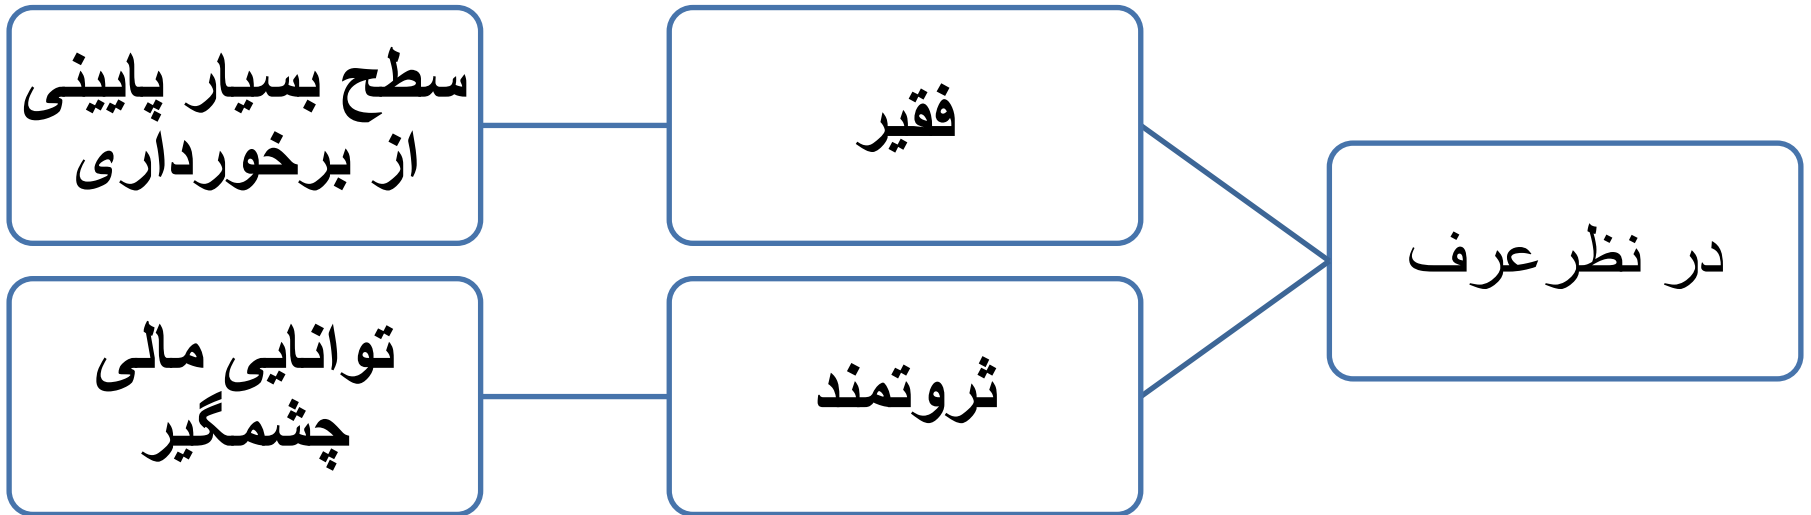 در نظرعرف
فقیر
سطح بسیار پایینی
از برخورداری
ثروتمند
توانایی مالی
چشمگیر